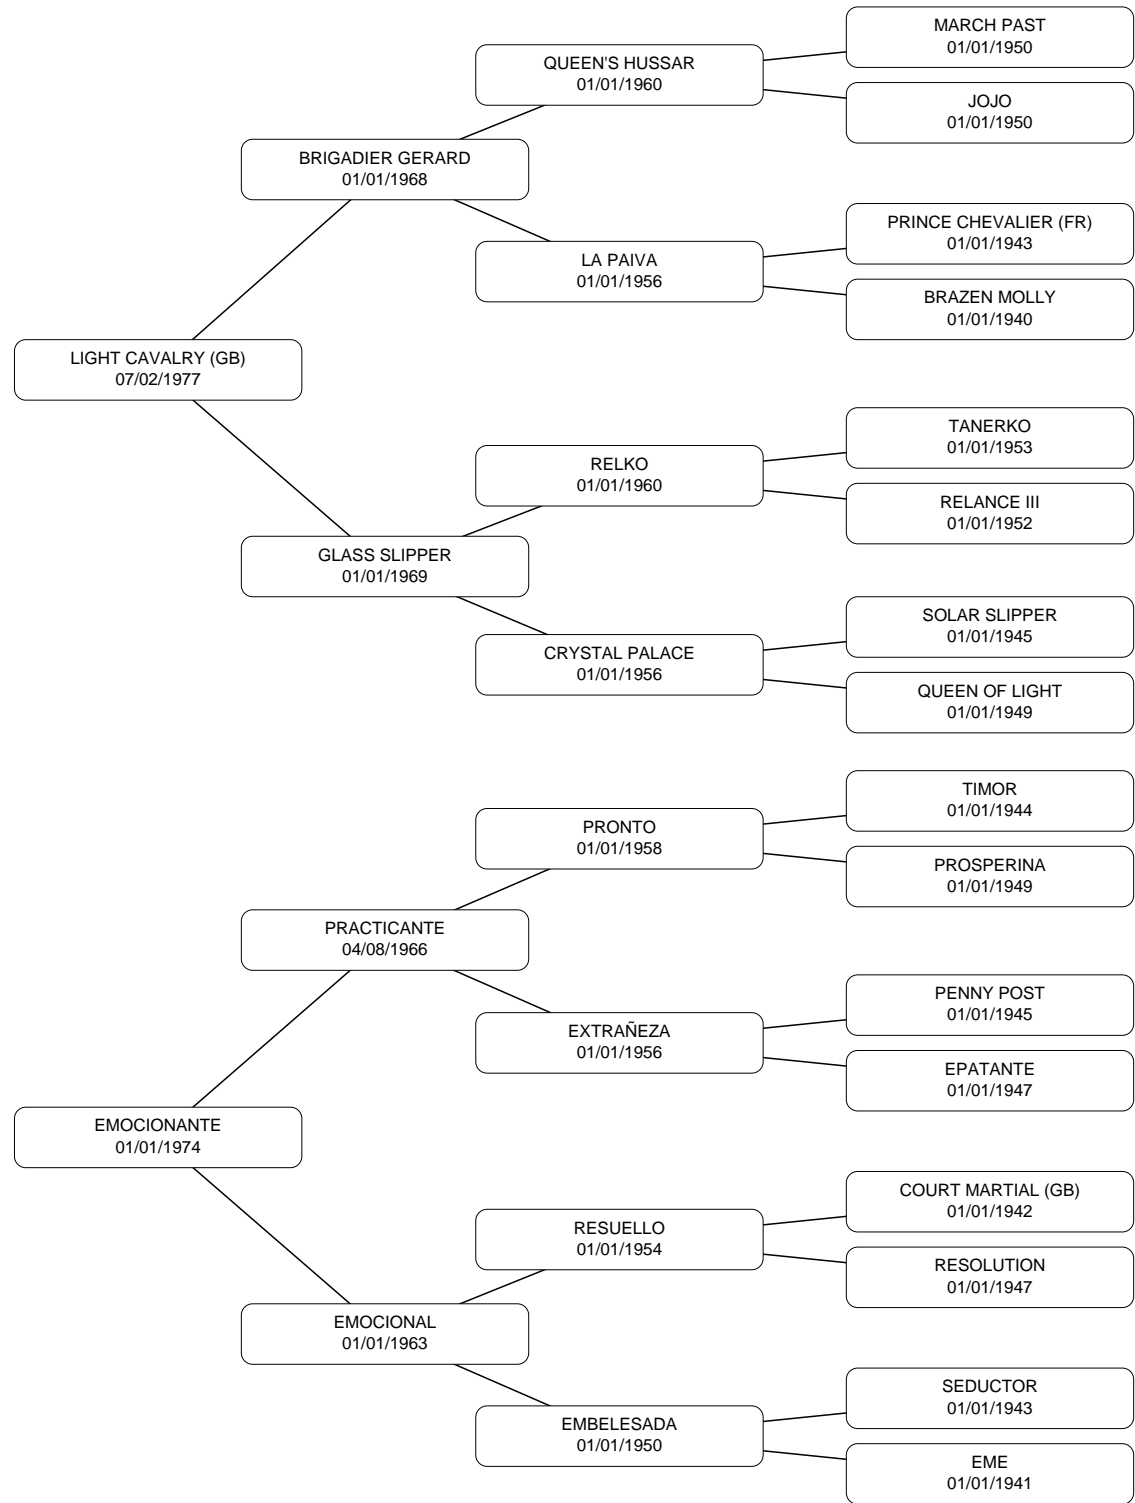 MARCH PAST
01/01/1950
QUEEN'S HUSSAR
01/01/1960
JOJO
01/01/1950
BRIGADIER GERARD
01/01/1968
PRINCE CHEVALIER (FR)
01/01/1943
LA PAIVA
01/01/1956
BRAZEN MOLLY
01/01/1940
LIGHT CAVALRY (GB)
07/02/1977
TANERKO
01/01/1953
RELKO
01/01/1960
RELANCE III
01/01/1952
GLASS SLIPPER
01/01/1969
SOLAR SLIPPER
01/01/1945
CRYSTAL PALACE
01/01/1956
QUEEN OF LIGHT
01/01/1949
TIMOR
01/01/1944
PRONTO
01/01/1958
PROSPERINA
01/01/1949
PRACTICANTE
04/08/1966
PENNY POST
01/01/1945
EXTRAÑEZA
01/01/1956
EPATANTE
01/01/1947
EMOCIONANTE
01/01/1974
COURT MARTIAL (GB)
01/01/1942
RESUELLO
01/01/1954
RESOLUTION
01/01/1947
EMOCIONAL
01/01/1963
SEDUCTOR
01/01/1943
EMBELESADA
01/01/1950
EME
01/01/1941